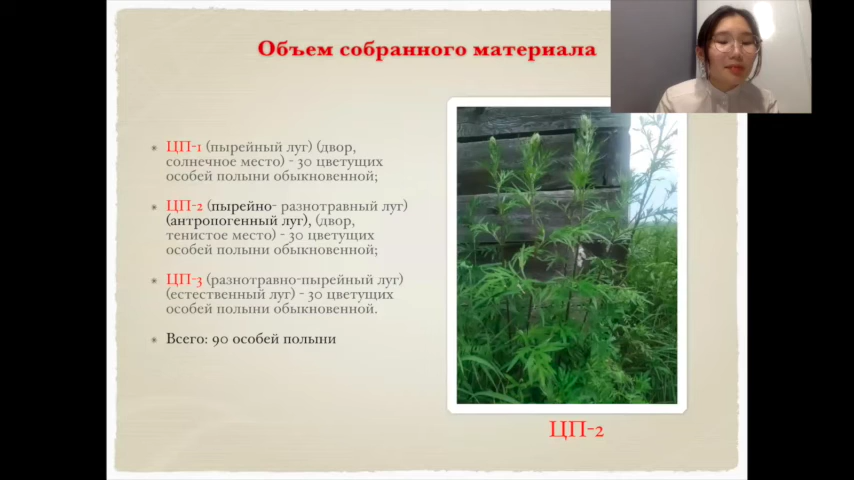 Объем собранного материала
ЦП-1 (пырейный луг) (двор,
солнечное место) - 30 цветущих
особей полыни обыкновенной;
ЦП-2 (пырейно- разнотравный луг)
(антропогенный луг), (двор,
тенистое место) - 30 цветущих
особей полыни обыкновенной;
ЦП-3 (разнотравно-пырейный луг)
(естественный луг) - 30 цветущих
особей полыни обыкновенной.
Всего: 90 особей полыни
ЦП-2